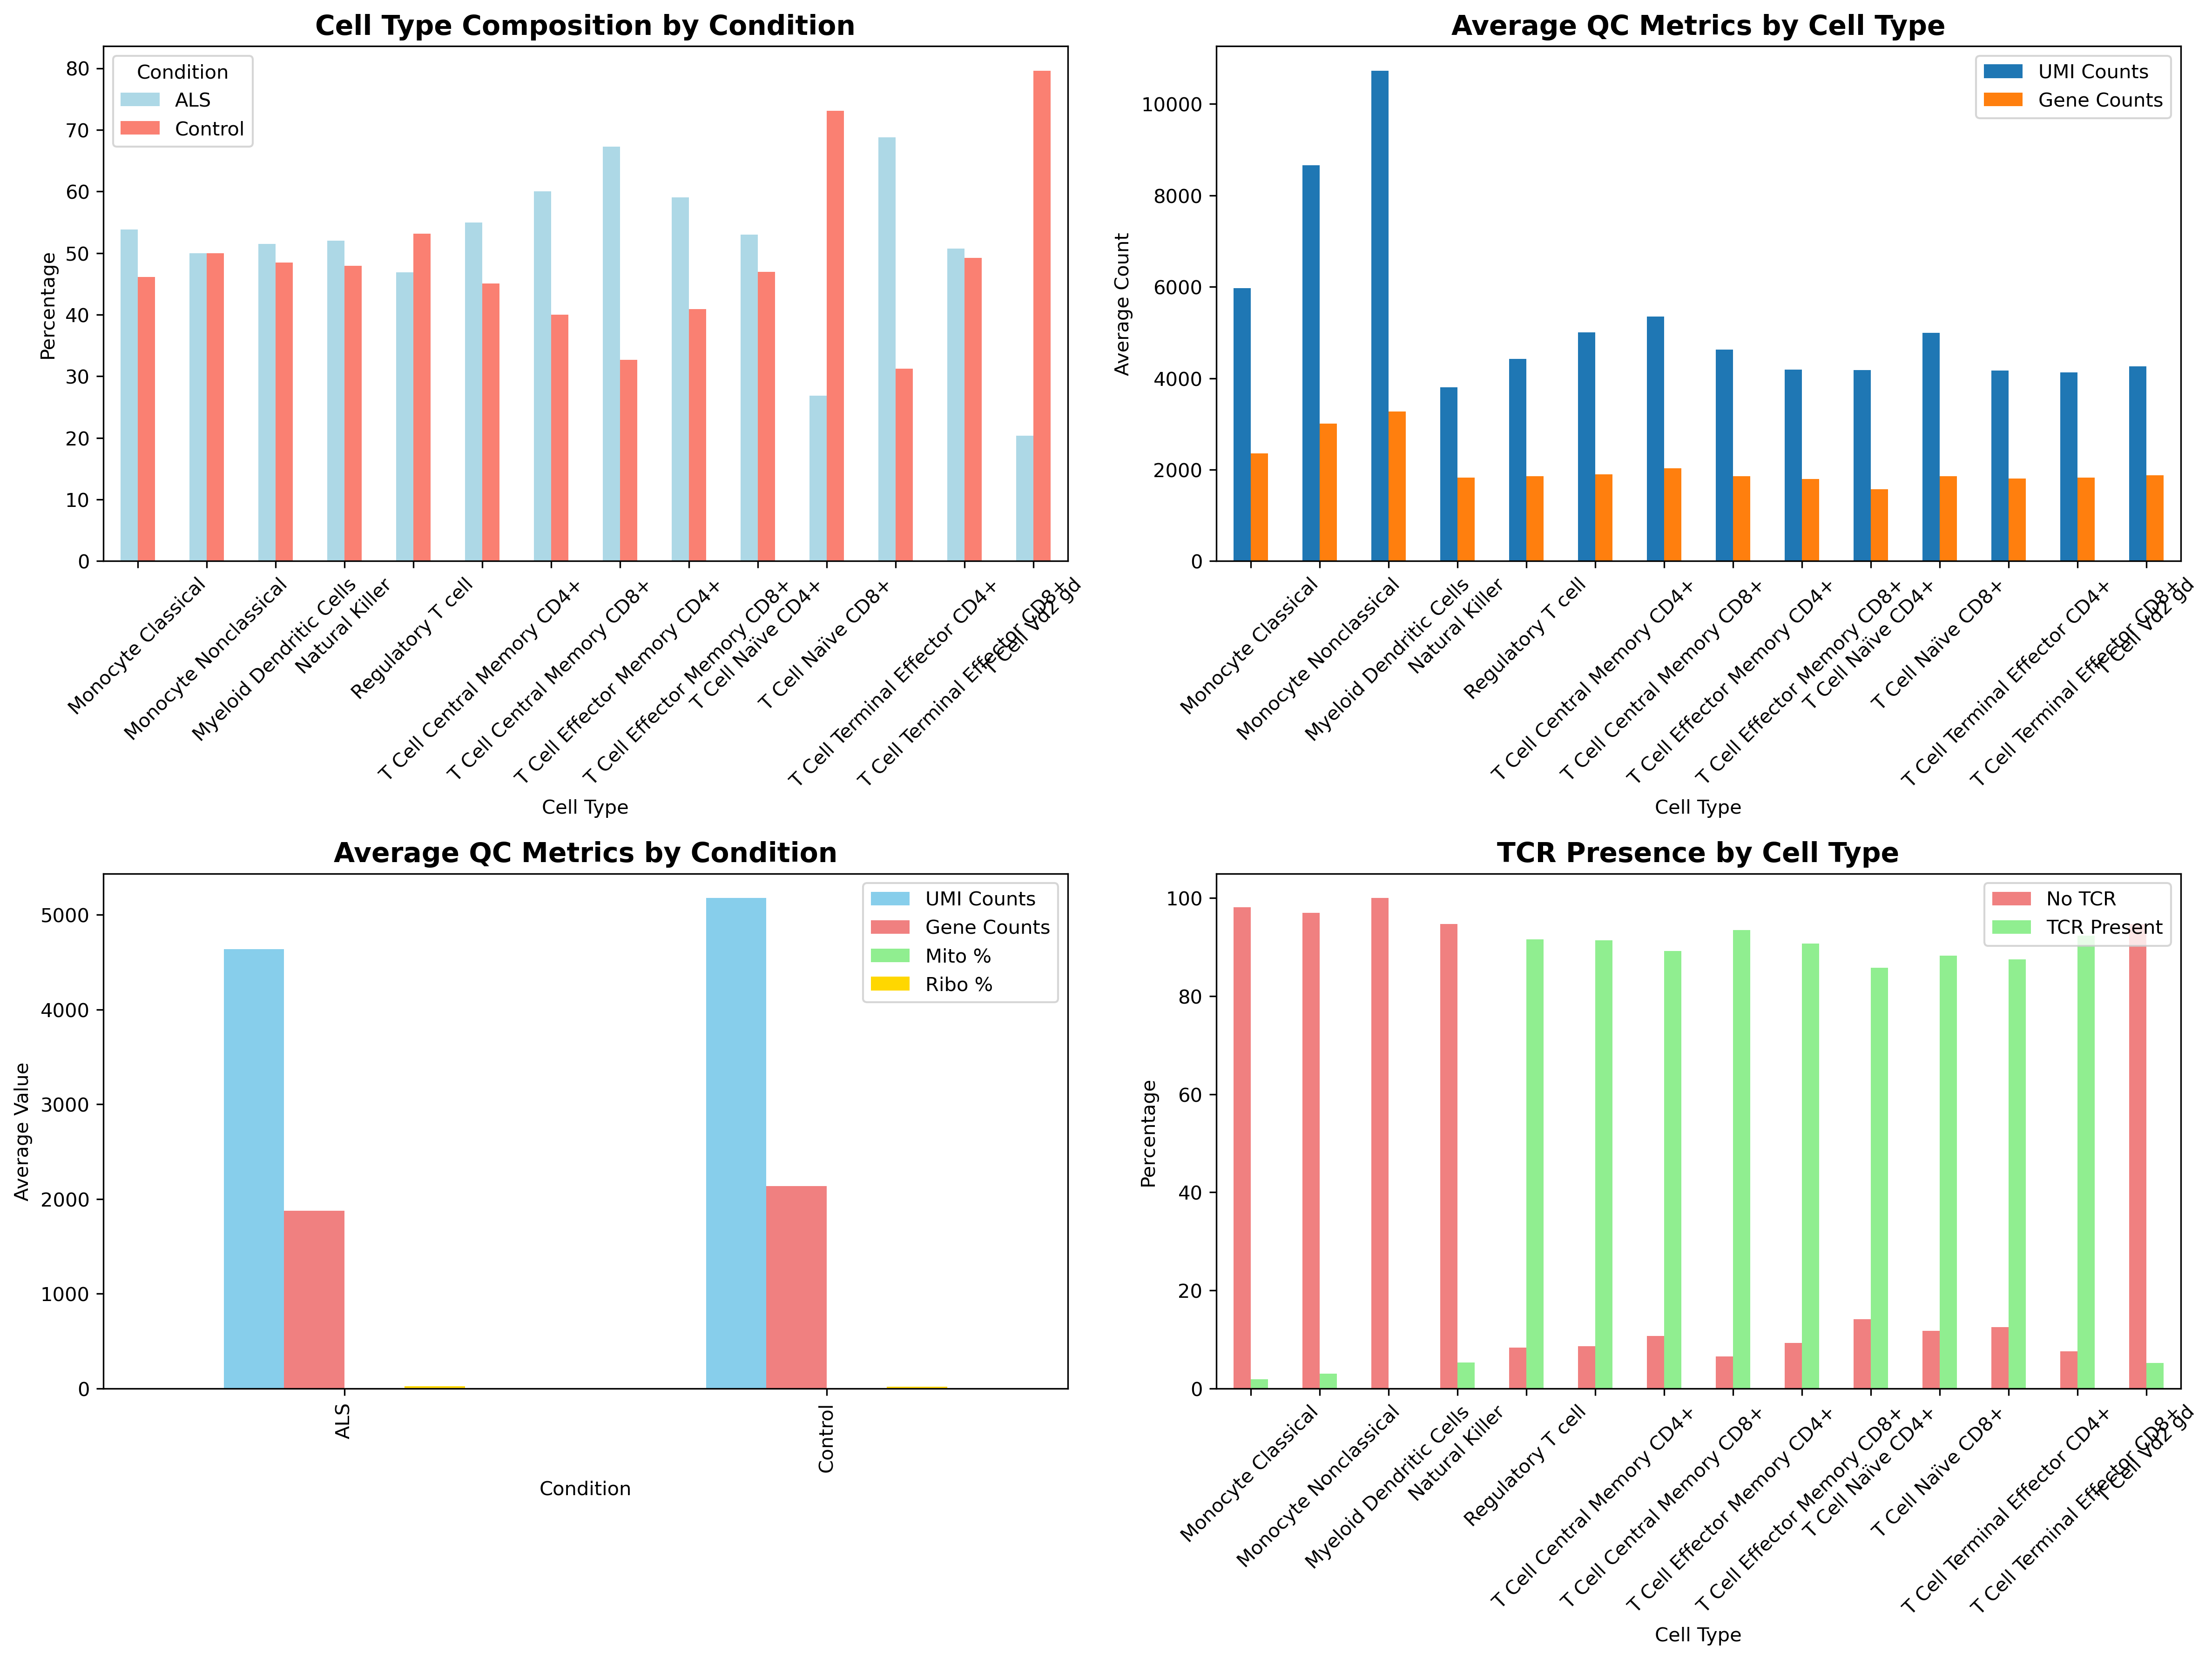 Cell Type Composition by Condition
Condition
ALS
Control
80
70
60
50
40
30
20
10
0
Percentage
Monocyte Classical
Monocyte Nonclassical
Myeloid Dendritic Cells
Natural Killer
Regulatory T cell
T Cell Central Memory CD4+
T Cell Central Memory CD8+
T Cell Effector Memory CD4+
T Cell Effector Memory CD8+
T Cell Naïve CD4+
T Cell Naïve CD8+
T Cell Terminal Effector CD4+
T Cell Terminal Effector CD8+
T Cell Vd2 gd
Cell Type
Average QC Metrics by Cell Type
UMI Counts
Gene Counts
10000
8000
6000
4000
2000
0
Average Count
Monocyte Classical
Monocyte Nonclassical
Myeloid Dendritic Cells
Natural Killer
Regulatory T cell
T Cell Central Memory CD4+
T Cell Central Memory CD8+
T Cell Effector Memory CD4+
T Cell Effector Memory CD8+
T Cell Naïve CD4+
T Cell Naïve CD8+
T Cell Terminal Effector CD4+
T Cell Terminal Effector CD8+
T Cell Vd2 gd
Cell Type
Average QC Metrics by Condition
UMI Counts
Gene Counts
Mito %
Ribo %
5000
4000
3000
2000
1000
0
Average Value
ALS
Control
Condition
TCR Presence by Cell Type
No TCR
TCR Present
100
80
60
40
20
0
Percentage
Monocyte Classical
Monocyte Nonclassical
Myeloid Dendritic Cells
Natural Killer
Regulatory T cell
T Cell Central Memory CD4+
T Cell Central Memory CD8+
T Cell Effector Memory CD4+
T Cell Effector Memory CD8+
T Cell Naïve CD4+
T Cell Naïve CD8+
T Cell Terminal Effector CD4+
T Cell Terminal Effector CD8+
T Cell Vd2 gd
Cell Type